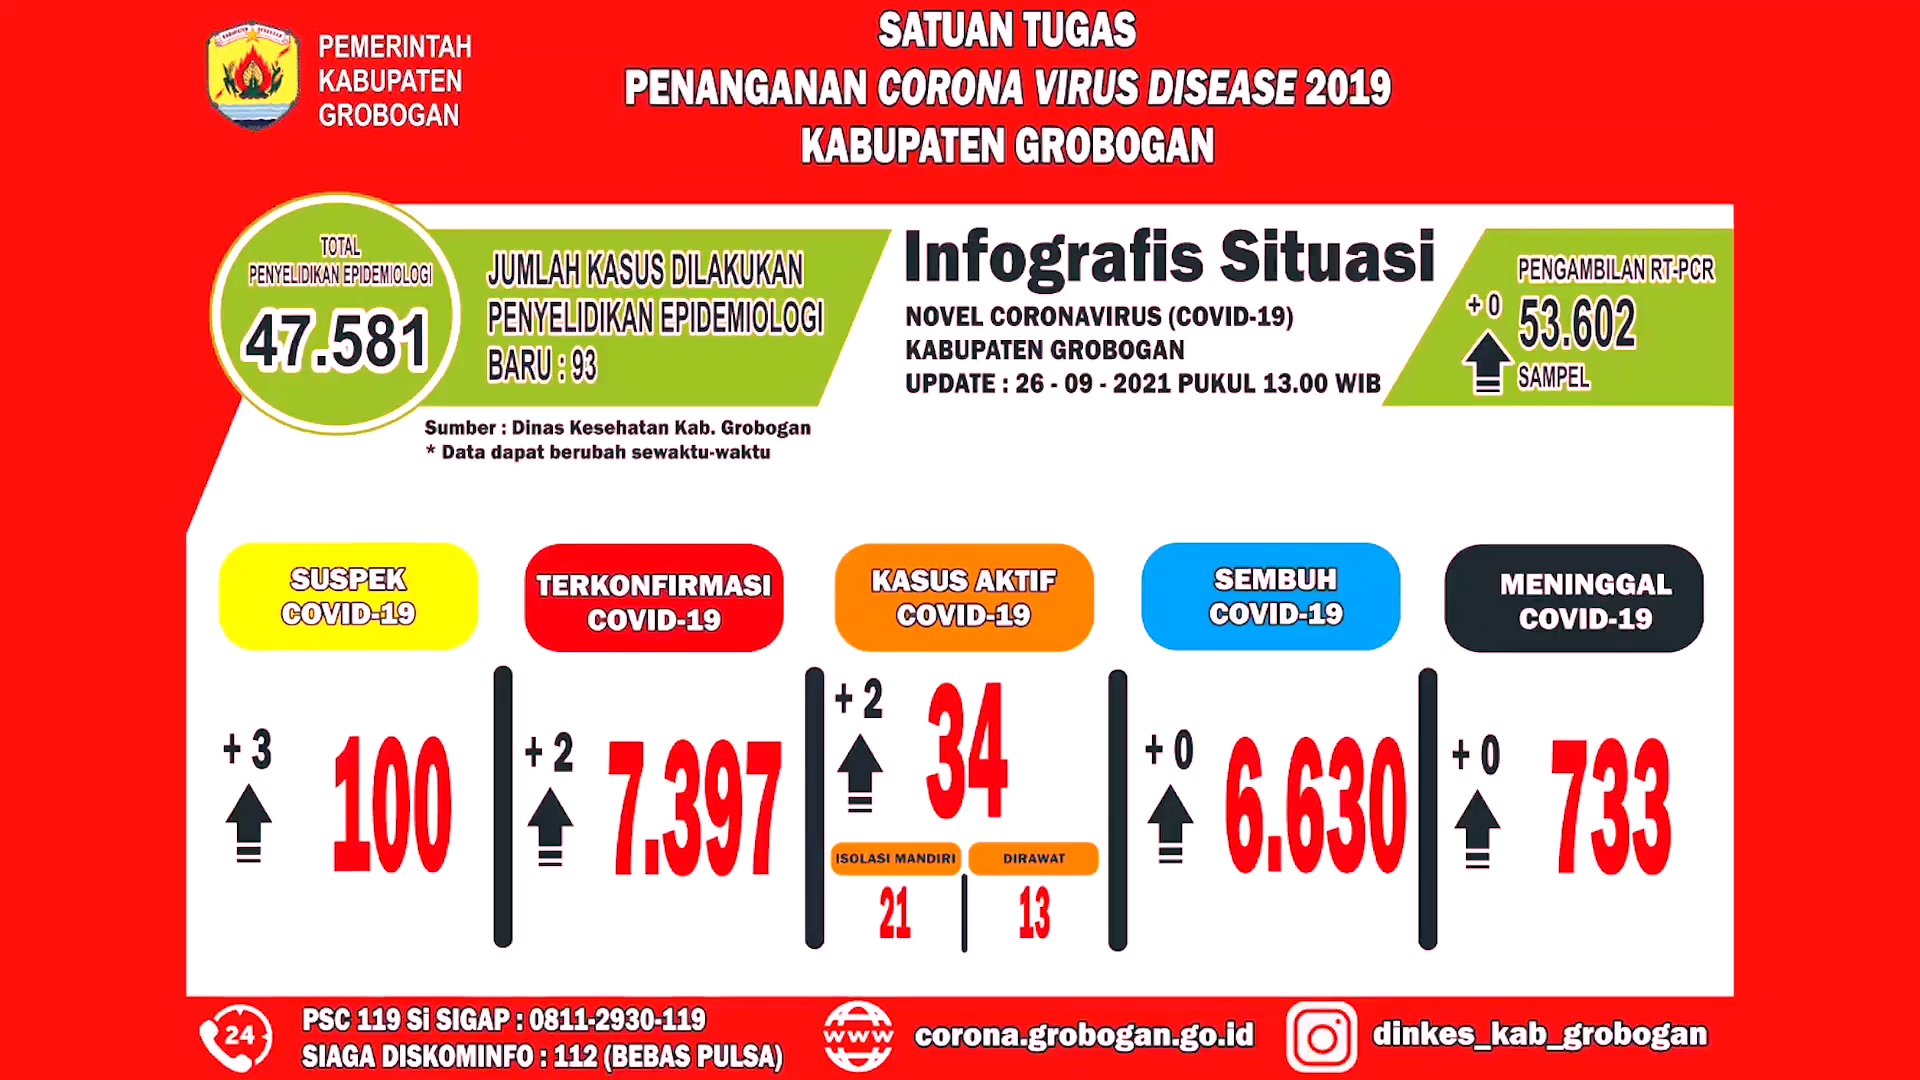 PEMERINTAH
KABUPATEN
GROBOGAN
SATUAN TUGAS
PENANGANAN CORONA VIRUS DISEASE 2019
KABUPATEN GROBOGAN
TOTAL
PENYELIDIKAN EPIDEMIOLOGI
47.581
JUMLAH KASUS DILAKUKAN
PENYELIDIKAN EPIDEMIOLOGI
BARU : 93
Sumber : Dinas Kesehatan Kab. Grobogan
* Data dapat berubah sewaktu-waktu
Infografis Situasi
NOVEL CORONAVIRUS (COVID-19)
KABUPATEN GROBOGAN
UPDATE : 26 - 09 - 2021 PUKUL 13.00 WIB
PENGAMBILAN RT-PCR
+ 0
53.602
SAMPEL
SUSPEK
COVID-19
+ 3
100
TERKONFIRMASI
COVID-19
+ 2
7.397
KASUS AKTIF
COVID-19
+ 2
34
ISOLASI MANDIRI
21
DIRAWAT
13
SEMBUH
COVID-19
+ 0
6.630
MENINGGAL
COVID-19
+ 0
733
24
PSC 119 Si SIGAP : 0811-2930-119
SIAGA DISKOMINFO : 112 (BEBAS PULSA)
www
corona.grobogan.go.id
dinkes_kab_grobogan